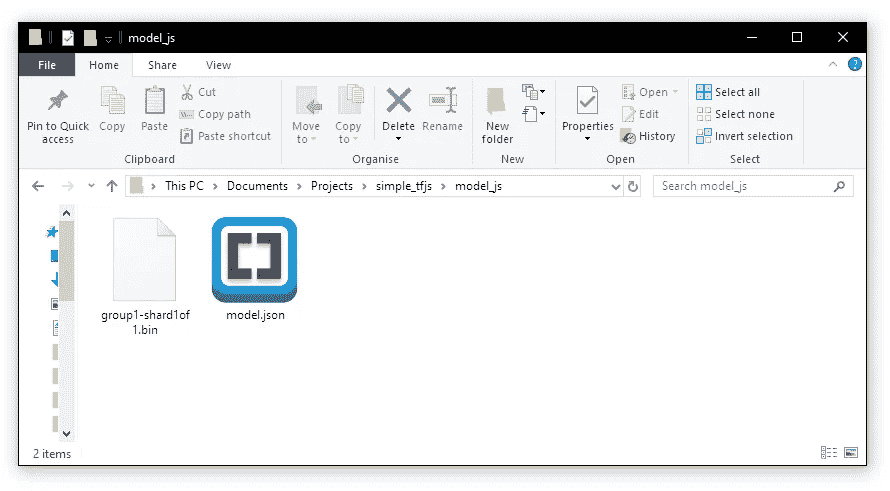 model_js
File Home Share View
Pin to Quick
access
Copy
Paste
Cut
Copy path
Paste shortcut
Move
to
Copy
to
Delete
Rename
New
folder
Properties
Open
Edit
History
Select all
Select none
Invert selection
Clipboard Organise New Open Select
This PC > Documents > Projects > simple_tfjs > model_js
Search model_js
group1-shard1of
1.bin
model.json
2 items